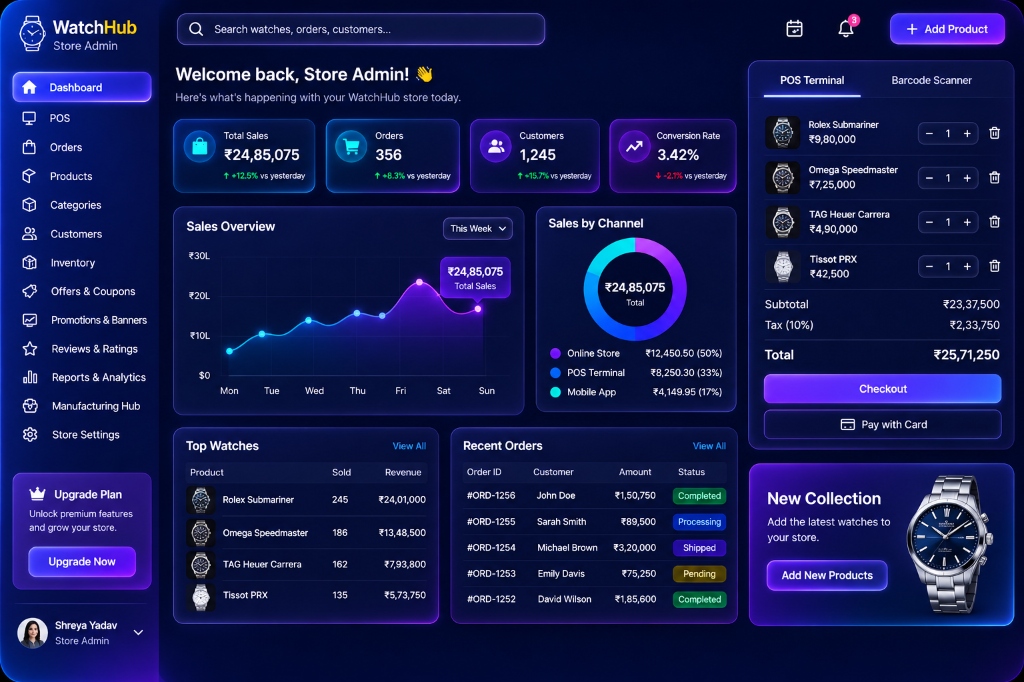 WatchHub
Store Admin
Search watches, orders, customers...
3
+ Add Product
Dashboard
POS
Orders
Products
Categories
Customers
Inventory
Offers & Coupons
Promotions & Banners
Reviews & Ratings
Reports & Analytics
Manufacturing Hub
Store Settings
Upgrade Plan
Unlock premium features
and grow your store.
Upgrade Now
Shreya Yadav
Store Admin
Welcome back, Store Admin! 👋
Here's what's happening with your WatchHub store today.
Total Sales
₹24,85,075
↑ +12.5% vs yesterday
Orders
356
↑ +8.3% vs yesterday
Customers
1,245
↑ +15.7% vs yesterday
Conversion Rate
3.42%
↓ -2.1% vs yesterday
Sales Overview
This Week
₹30L
₹20L
₹10L
$0
Mon Tue Wed Thu Fri Sat Sun
₹24,85,075
Total Sales
Sales by Channel
₹24,85,075
Total
Online Store ₹12,450.50 (50%)
POS Terminal ₹8,250.30 (33%)
Mobile App ₹4,149.95 (17%)
Top Watches View All
Product Sold Revenue
Rolex Submariner 245 ₹24,01,000
Omega Speedmaster 186 ₹13,48,500
TAG Heuer Carrera 162 ₹7,93,800
Tissot PRX 135 ₹5,73,750
Recent Orders View All
Order ID Customer Amount Status
#ORD-1256 John Doe ₹1,50,750 Completed
#ORD-1255 Sarah Smith ₹89,500 Processing
#ORD-1254 Michael Brown ₹3,20,000 Shipped
#ORD-1253 Emily Davis ₹75,250 Pending
#ORD-1252 David Wilson ₹1,85,600 Completed
POS Terminal Barcode Scanner
Rolex Submariner
₹9,80,000
− 1 +
Omega Speedmaster
₹7,25,000
− 1 +
TAG Heuer Carrera
₹4,90,000
− 1 +
Tissot PRX
₹42,500
− 1 +
Subtotal ₹23,37,500
Tax (10%) ₹2,33,750
Total ₹25,71,250
Checkout
Pay with Card
New Collection
Add the latest watches to
your store.
Add New Products